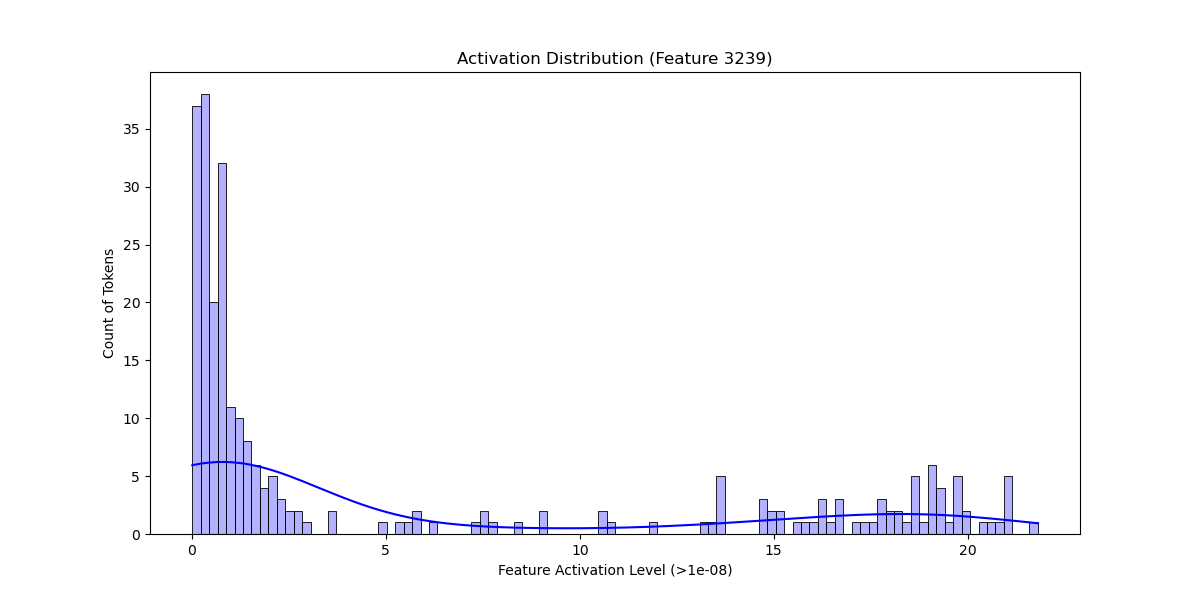 Activation Distribution (Feature 3239)
35
30
25
20
15
10
5
0
Count of Tokens
0 5 10 15 20
Feature Activation Level (>1e-08)